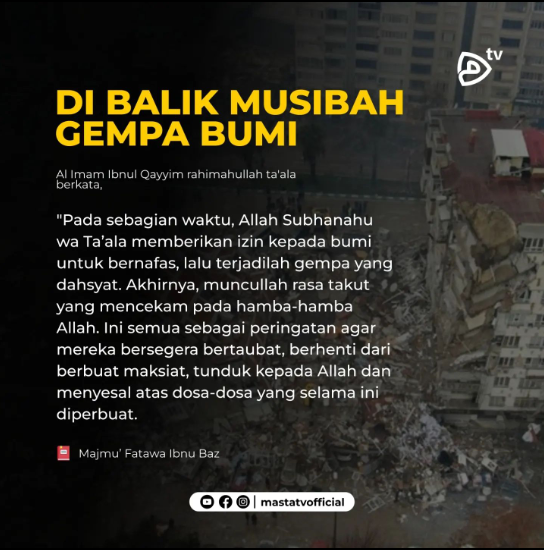 tv
DI BALIK MUSIBAH
GEMPA BUMI
Al Imam Ibnul Qayyim rahimahullah ta'ala
berkata,
"Pada sebagian waktu, Allah Subhanahu
wa Ta'ala memberikan izin kepada bumi
untuk bernafas, lalu terjadilah gempa yang
dahsyat. Akhirnya, muncullah rasa takut
yang mencekam pada hamba-hamba
Allah. Ini semua sebagai peringatan agar
mereka bersegera bertaubat, berhenti dari
berbuat maksiat, tunduk kepada Allah dan
menyesal atas dosa-dosa yang selama ini
diperbuat.
Majmu' Fatawa Ibnu Baz
| mastatvofficial